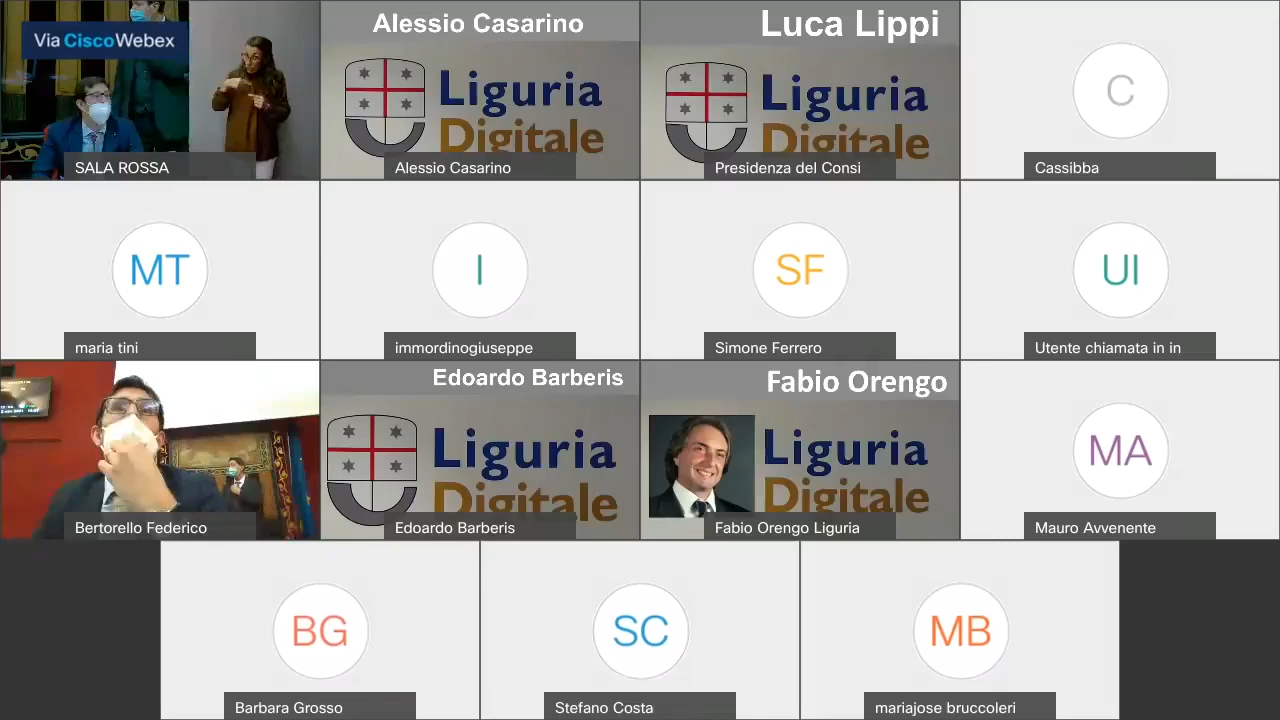 Via Cisco Webex
SALA ROSSA
Alessio Casarino
Liguria
Digitale
Alessio Casarino
Luca Lippi
Liguria
Digitale
Presidenza del Consi
C
Cassibba
MT
maria tini
I
immordinogiuseppe
SF
Simone Ferrero
UI
Utente chiamata in in
Bertorello Federico
Edoardo Barberis
Liguria
Digitale
Edoardo Barberis
Fabio Orengo
Liguria
Digitale
Fabio Orengo Liguria
MA
Mauro Avvenente
BG
Barbara Grosso
SC
Stefano Costa
MB
mariajose bruccoleri